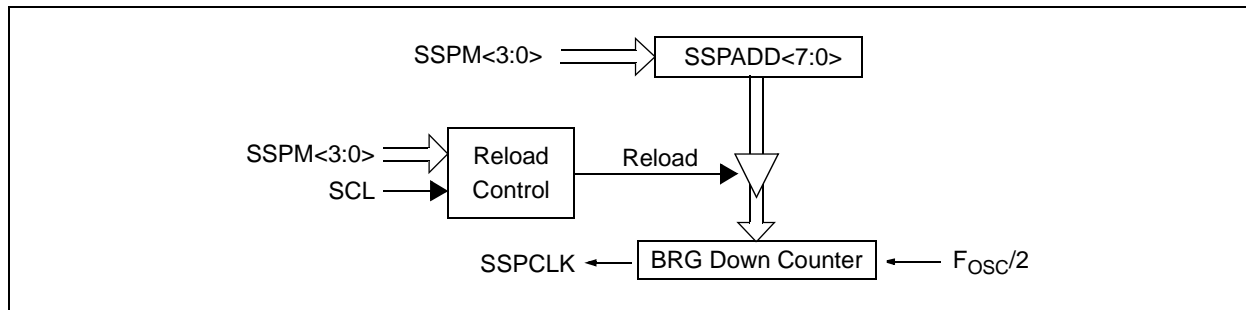 SSPM<3:0>
SSPADD<7:0>
SSPM<3:0>
SCL
Reload
Control
Reload
SSPCLK
BRG Down Counter
FOSC/2